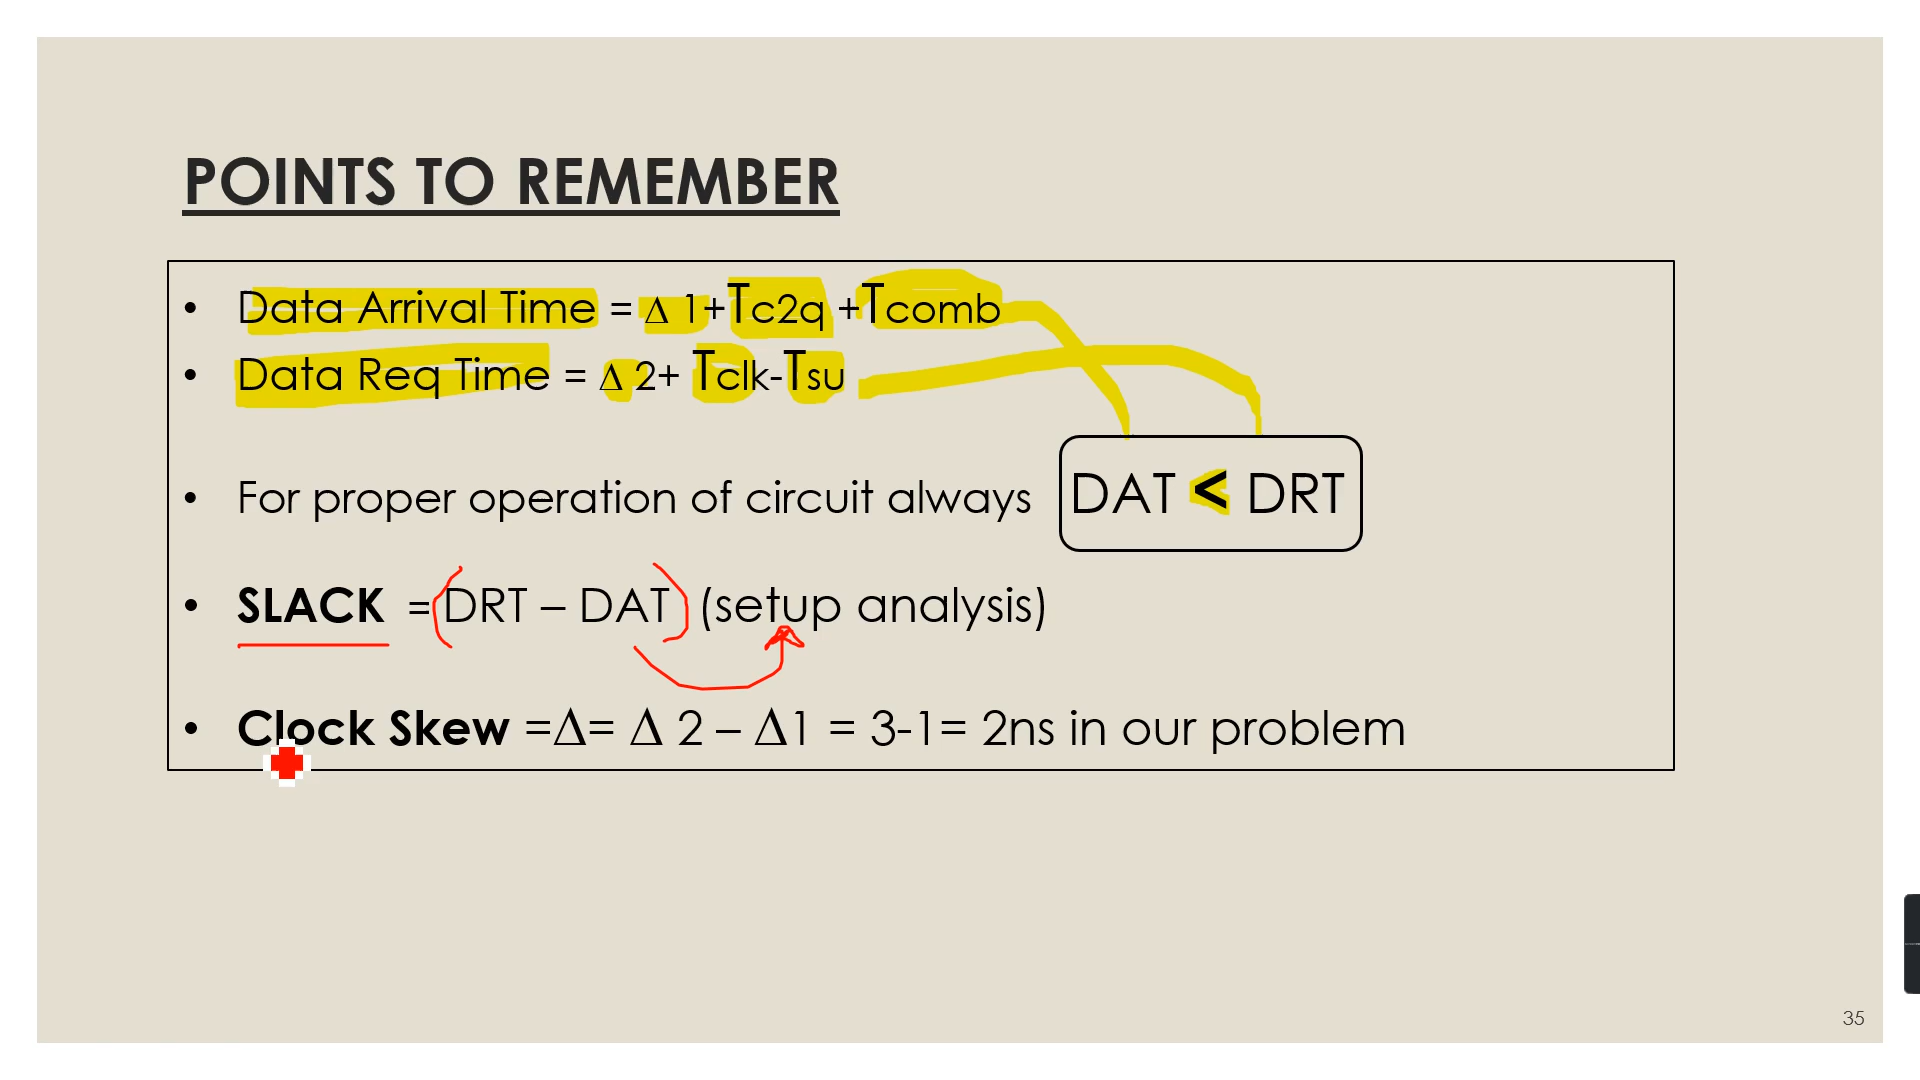 POINTS TO REMEMBER
• Data Arrival Time = Δ 1+Tc2q +Tcomb
• Data Req Time = Δ 2+ Tclk-Tsu
• For proper operation of circuit always DAT < DRT
• SLACK = DRT – DAT (setup analysis)
• Clock Skew =Δ= Δ 2 – Δ1 = 3-1= 2ns in our problem
35